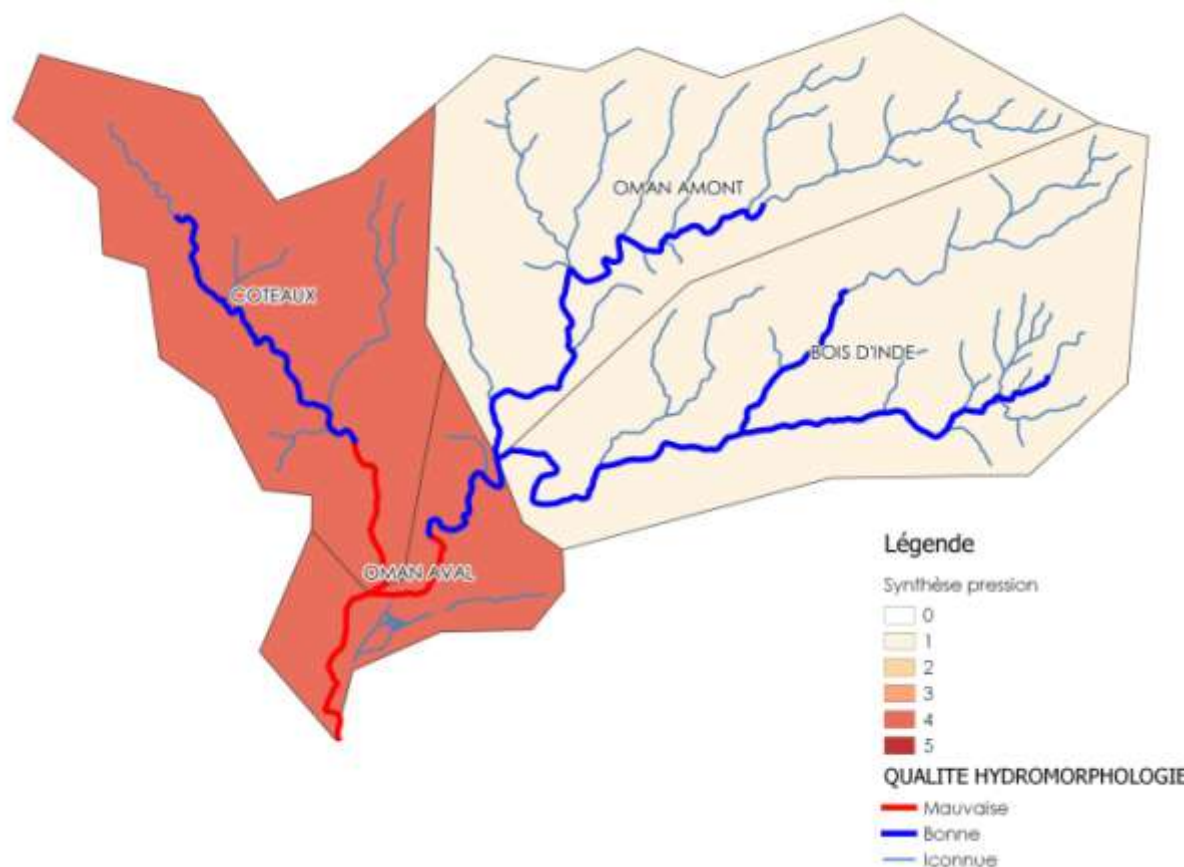 OMAN AMONT
COTEAUX
BOIS D'INDE
OMAN AVAL
Légende
Synthèse pression
0
1
2
3
4
5
QUALITE HYDROMORPHOLOGIE
Mauvaise
Bonne
Iconnue